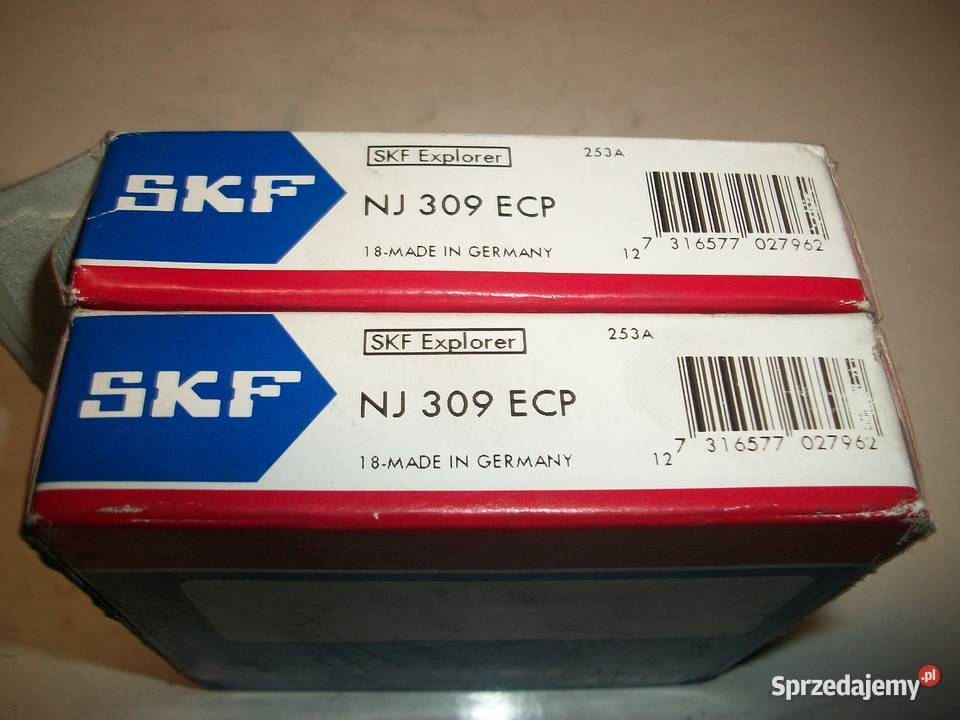 SKF
SKF Explorer
253A
NJ 309 ECP
18-MADE IN GERMANY
12
7 316577 027962
SKF
SKF Explorer
253A
NJ 309 ECP
18-MADE IN GERMANY
12
7 316577 027962
Sprzedajemy.pl